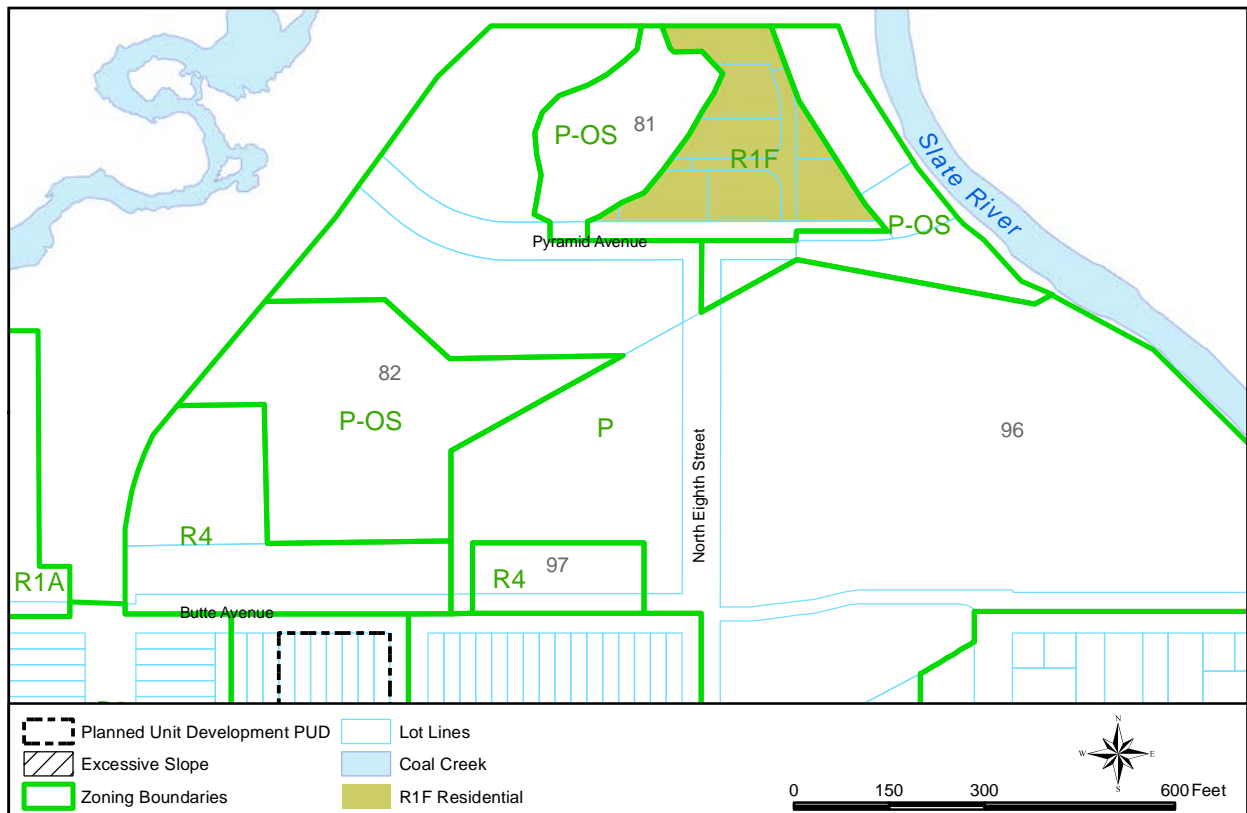 81
P-OS
R1F
Slate River
P-OS
Pyramid Avenue
82
P-OS
P
96
North Eighth Street
R4
97
R4
R1A
Butte Avenue
Planned Unit Development PUD
Lot Lines
Excessive Slope
Coal Creek
Zoning Boundaries
R1F Residential
N
W
E
S
0 150 300 600 Feet